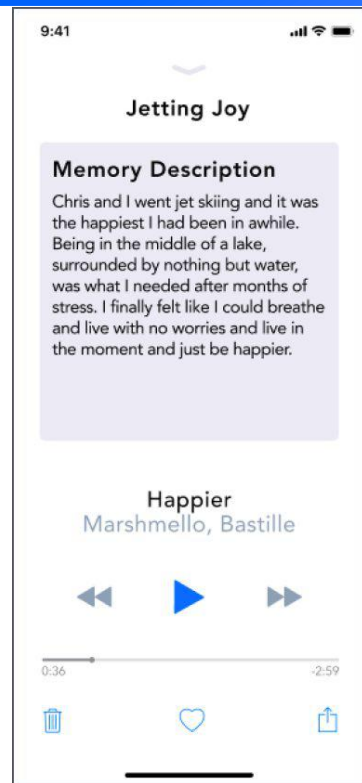 9:41
Jetting Joy
Memory Description
Chris and I went jet skiing and it was
the happiest I had been in awhile.
Being in the middle of a lake,
surrounded by nothing but water,
was what I needed after months of
stress. I finally felt like I could breathe
and live with no worries and live in
the moment and just be happier.
Happier
Marshmello, Bastille
0:36 -2:59